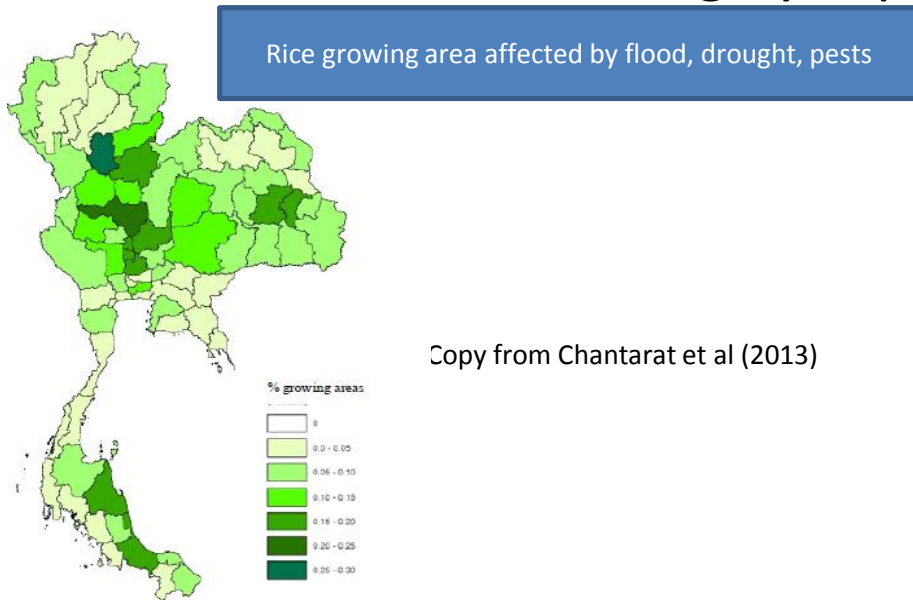 Rice growing area affected by flood, drought, pests
Copy from Chantarat et al (2013)
% growing areas
0
0.0 - 0.05
0.05 - 0.10
0.10 - 0.15
0.15 - 0.20
0.20 - 0.25
0.25 - 0.30